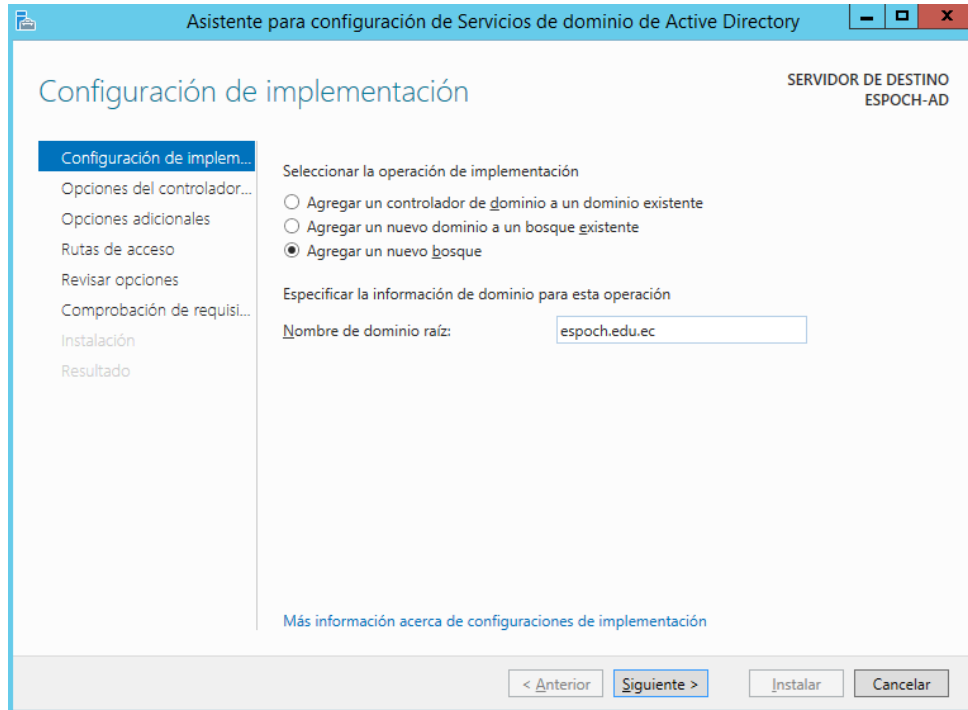 Asistente para configuración de Servicios de dominio de Active Directory
Configuración de implementación
SERVIDOR DE DESTINO
ESPOCH-AD
Configuración de implem...
Opciones del controlador...
Opciones adicionales
Rutas de acceso
Revisar opciones
Comprobación de requisi...
Instalación
Resultado
Seleccionar la operación de implementación
Agregar un controlador de dominio a un dominio existente
Agregar un nuevo dominio a un bosque existente
Agregar un nuevo bosque
Especificar la información de dominio para esta operación
Nombre de dominio raíz: espoch.edu.ec
Más información acerca de configuraciones de implementación
< Anterior Siguiente > Instalar Cancelar